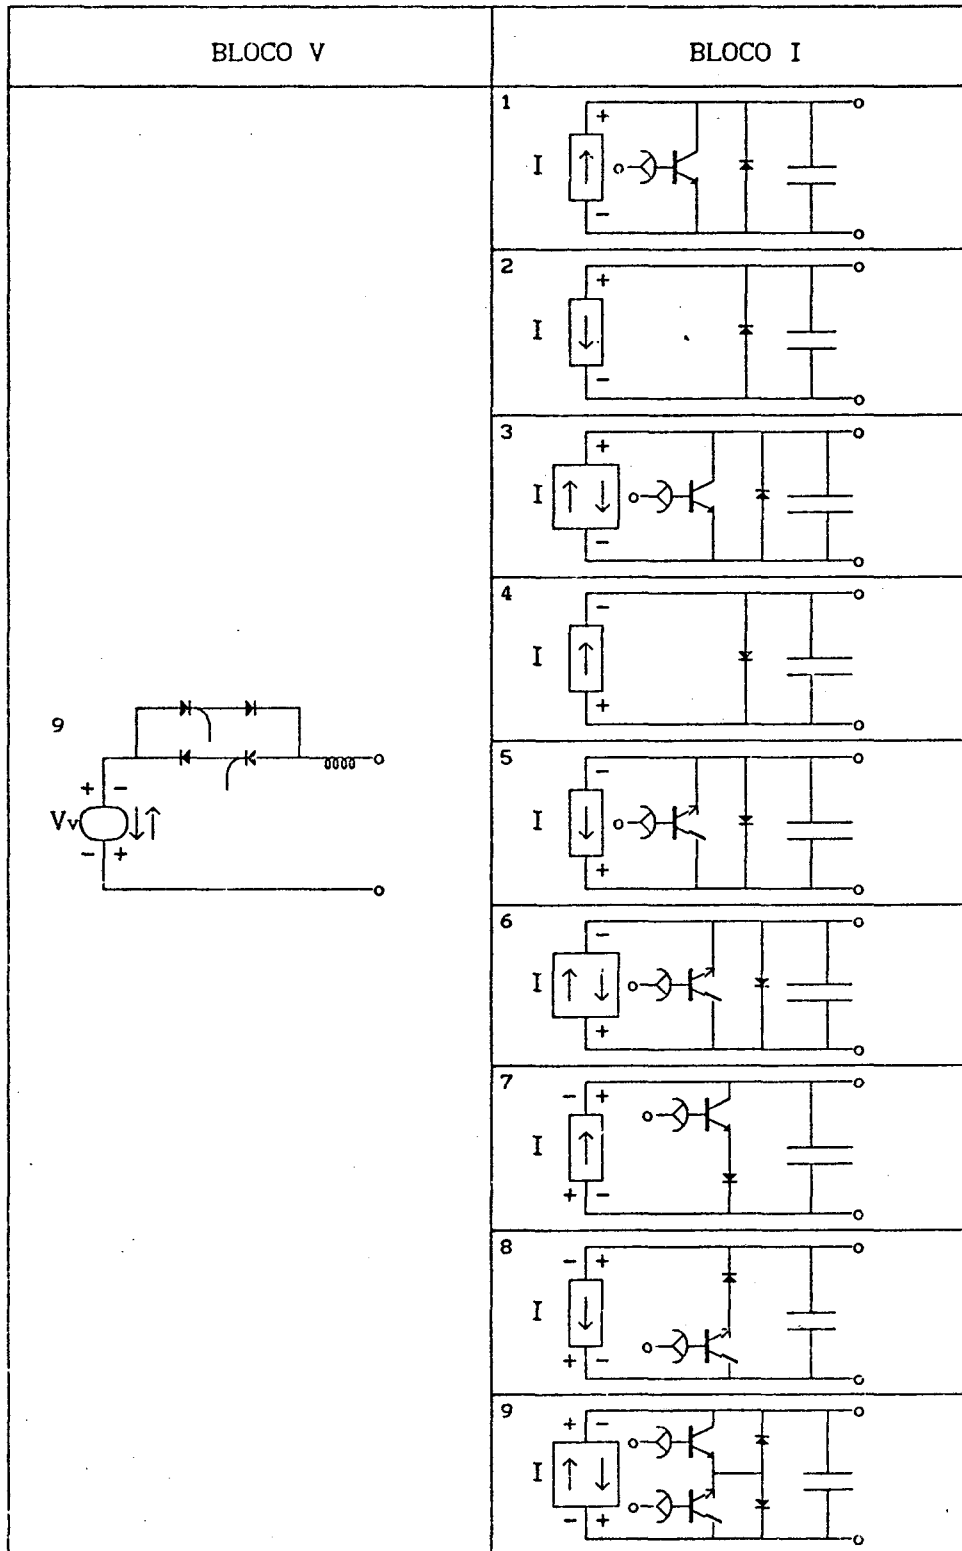 BLOCO V
BLOCO I
1
I
+
-
2
I
+
-
3
I
+
-
4
I
-
+
5
I
-
+
6
I
-
+
7
I
- +
+ -
8
I
- +
+ -
9
I
+ -
- +
9
+ -
Vv
- +